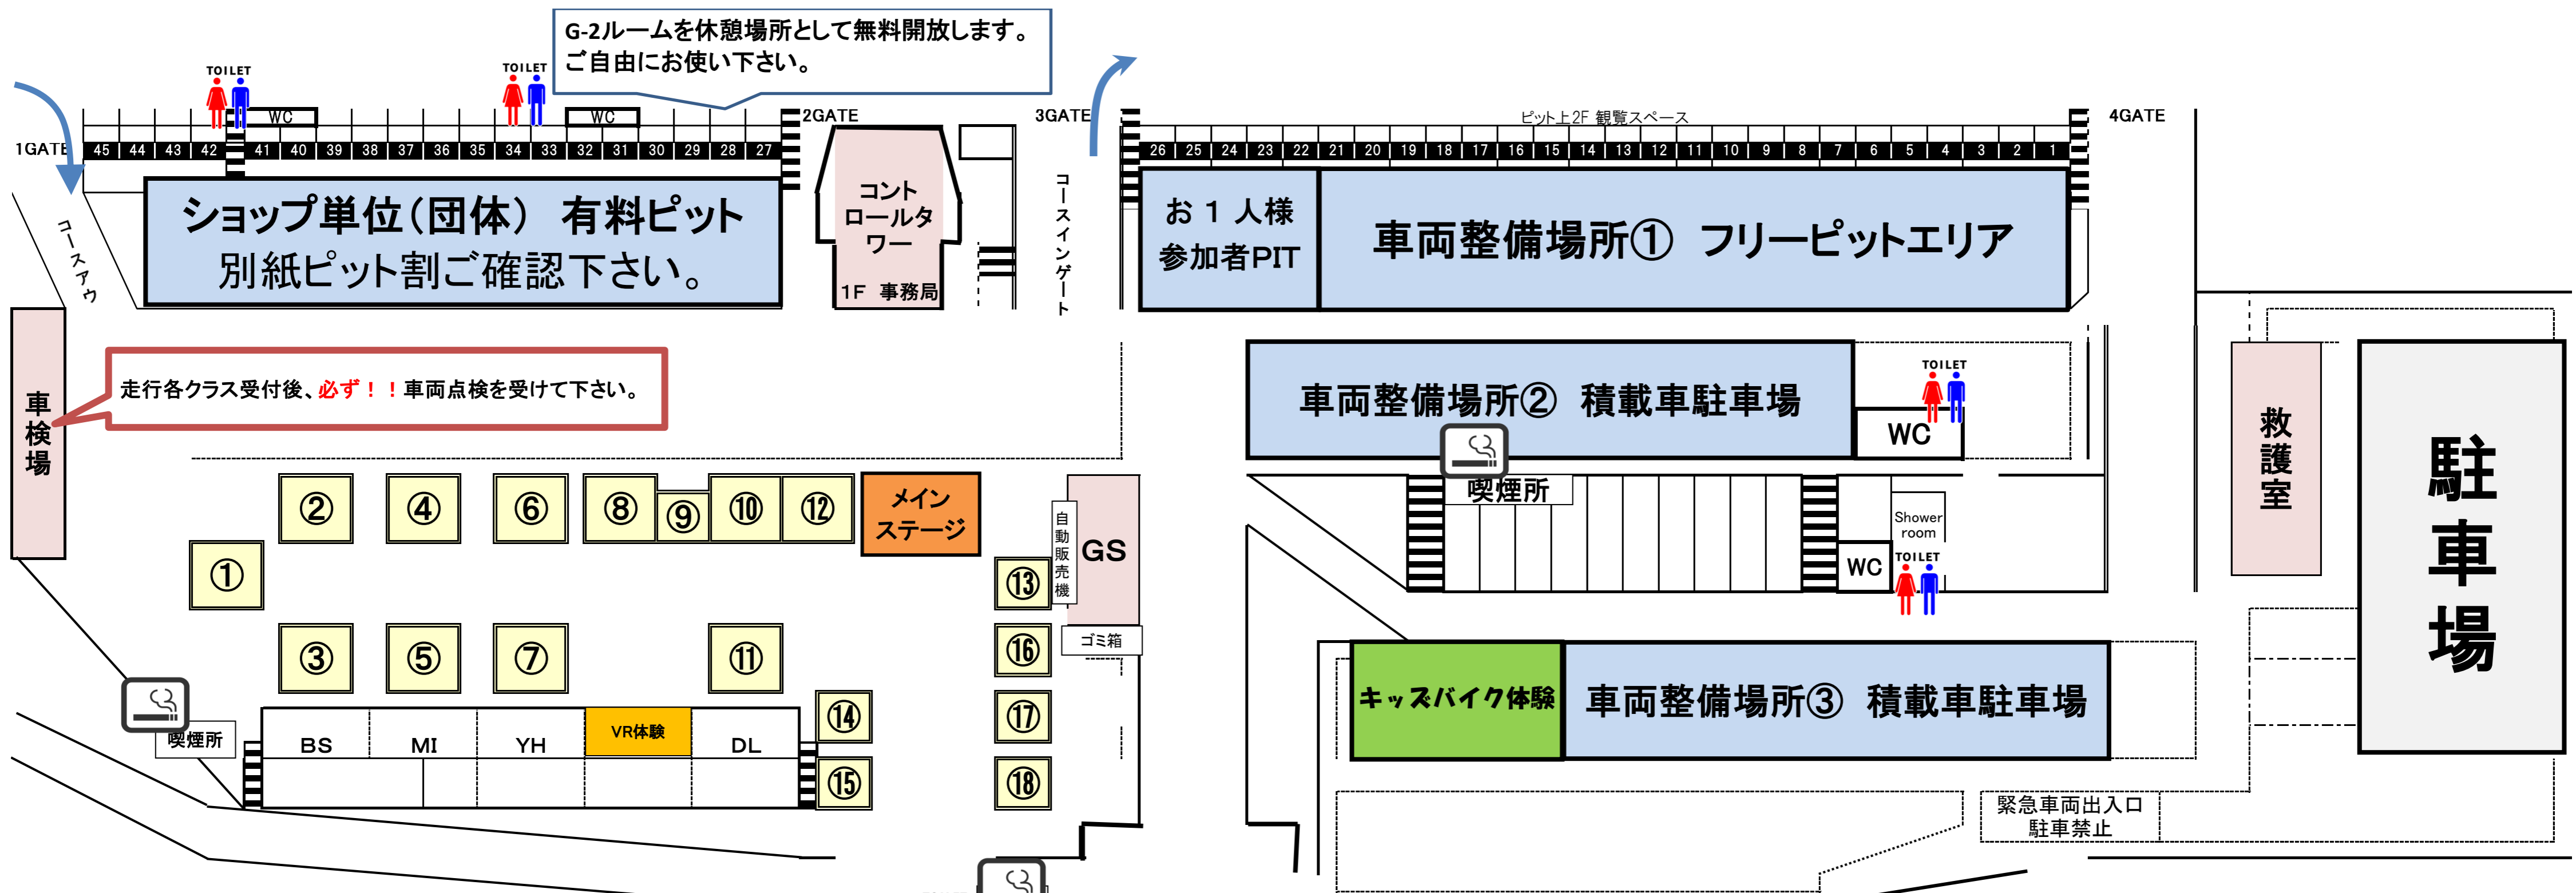 G-2ルームを休憩場所として無料開放します。
ご自由にお使い下さい。
TOILET
TOILET
WC
WC
2GATE
3GATE
ピット上2F 観覧スペース
4GATE
1GATE
45 44 43 42 41 40 39 38 37 36 35 34 33 32 31 30 29 28 27
26 25 24 23 22 21 20 19 18 17 16 15 14 13 12 11 10 9 8 7 6 5 4 3 2 1
コースアウ
ショップ単位(団体) 有料ピット
別紙ピット割ご確認下さい。
コント
ロールタ
ワー
1F 事務局
コースインゲート
お1人様
参加者PIT
車両整備場所① フリーピットエリア
車検場
走行各クラス受付後、必ず!!車両点検を受けて下さい。
車両整備場所② 積載車駐車場
TOILET
WC
救護室
駐車場
喫煙所
Shower
room
WC
TOILET
② ④ ⑥ ⑧ ⑨ ⑩ ⑫
メイン
ステージ
自動販売機
GS
①
⑬
③ ⑤ ⑦ ⑪
⑯
ゴミ箱
キッズバイク体験
車両整備場所③ 積載車駐車場
喫煙所
BS
MI
YH
VR体験
DL
⑭
⑰
⑮
⑱
緊急車両出入口
駐車禁止